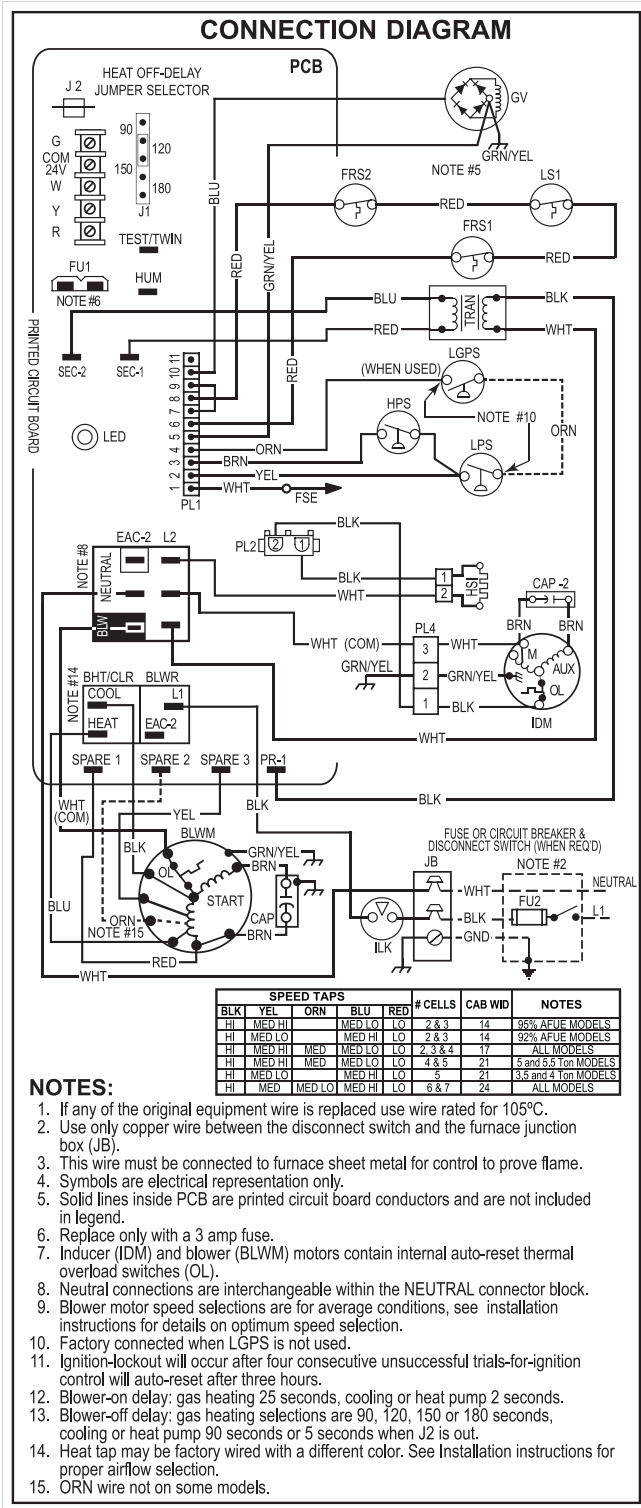 CONNECTION DIAGRAM
PCB
HEAT OFF-DELAY
JUMPER SELECTOR
J 2
90
120
150
180
J1
G
COM
24V
W
Y
R
TEST/TWIN
FU1
NOTE #6
HUM
SEC-2
SEC-1
PRINTED CIRCUIT BOARD
LED
GV
GRN/YEL
NOTE #5
BLU
RED
GRN/YEL
RED
FRS2
RED
LS1
FRS1
RED
BLU
TRAN
BLK
RED
WHT
11
10
9
8
7
6
5
4
3
2
1
PL1
(WHEN USED)
LGPS
HPS
NOTE #10
ORN
ORN
BRN
LPS
YEL
WHT
FSE
BLK
PL2
2
1
BLK
1
WHT
2
HSI
NOTE #8
EAC-2
L2
NEUTRAL
BLW
WHT (COM)
GRN/YEL
PL4
3
WHT
2
GRN/YEL
1
BLK
CAP -2
BRN
BRN
M
AUX
OL
IDM
WHT
NOTE #14
BHT/CLR
BLWR
COOL
L1
HEAT
EAC-2
SPARE 1
SPARE 2
SPARE 3
PR-1
BLK
BLK
WHT
(COM)
YEL
BLWM
BLK
GRN/YEL
BRN
OL
START
CAP
BLU
ORN
NOTE #15
BRN
RED
WHT
ILK
JB
FUSE OR CIRCUIT BREAKER &
DISCONNECT SWITCH (WHEN REQ'D)
NOTE #2
WHT
NEUTRAL
BLK
FU2
L1
GND
SPEED TAPS # CELLS CAB WID NOTES
BLK YEL ORN BLU RED
HI MED HI MED LO LO 2 & 3 14 95% AFUE MODELS
HI MED LO MED HI LO 2 & 3 14 92% AFUE MODELS
HI MED HI MED MED LO LO 2, 3 & 4 17 ALL MODELS
HI MED HI MED MED LO LO 4 & 5 21 5 and 5.5 Ton MODELS
HI MED LO MED HI LO 5 21 3.5 and 4 Ton MODELS
HI MED MED LO MED HI LO 6 & 7 24 ALL MODELS
NOTES:
1. If any of the original equipment wire is replaced use wire rated for 105ºC.
2. Use only copper wire between the disconnect switch and the furnace junction
box (JB).
3. This wire must be connected to furnace sheet metal for control to prove flame.
4. Symbols are electrical representation only.
5. Solid lines inside PCB are printed circuit board conductors and are not included
in legend.
6. Replace only with a 3 amp fuse.
7. Inducer (IDM) and blower (BLWM) motors contain internal auto-reset thermal
overload switches (OL).
8. Neutral connections are interchangeable within the NEUTRAL connector block.
9. Blower motor speed selections are for average conditions, see installation
instructions for details on optimum speed selection.
10. Factory connected when LGPS is not used.
11. Ignition-lockout will occur after four consecutive unsuccessful trials-for-ignition
control will auto-reset after three hours.
12. Blower-on delay: gas heating 25 seconds, cooling or heat pump 2 seconds.
13. Blower-off delay: gas heating selections are 90, 120, 150 or 180 seconds,
cooling or heat pump 90 seconds or 5 seconds when J2 is out.
14. Heat tap may be factory wired with a different color. See Installation instructions for
proper airflow selection.
15. ORN wire not on some models.